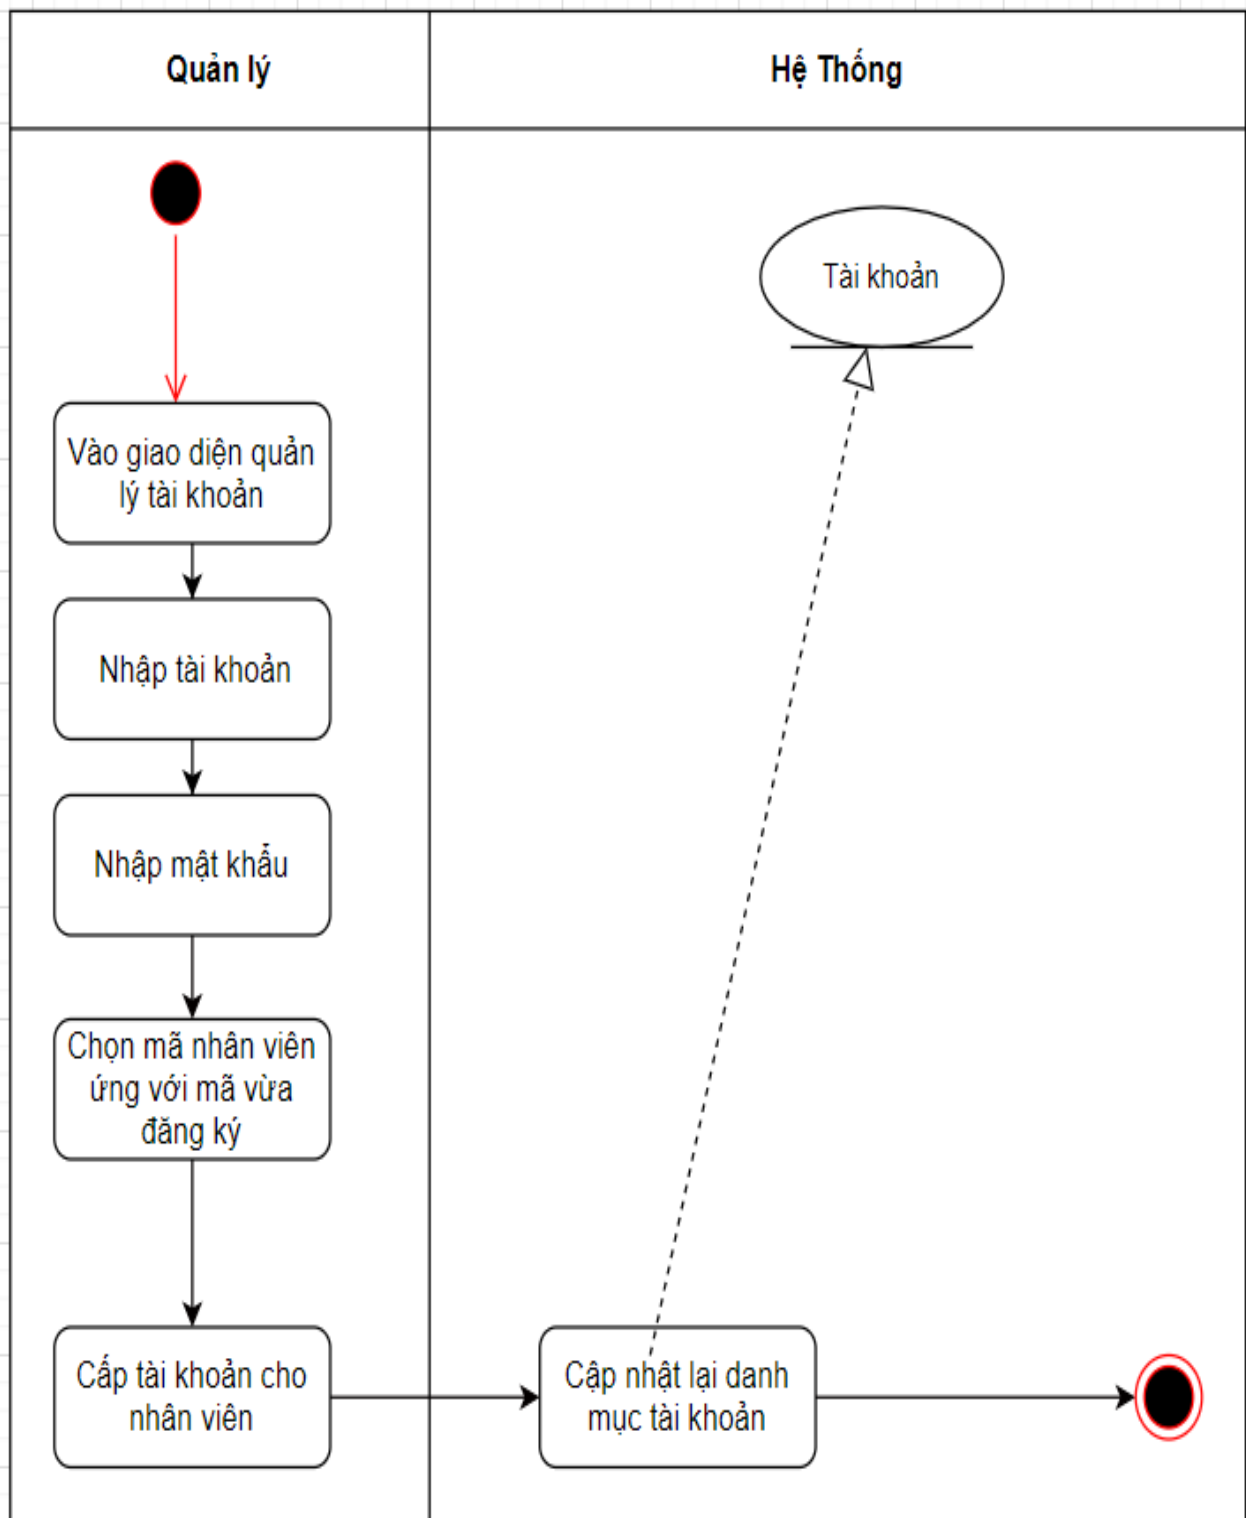 Quản lý
Hệ Thống
Tài khoản
Vào giao diện quản
lý tài khoản
Nhập tài khoản
Nhập mật khẩu
Chọn mã nhân viên
ứng với mã vừa
đăng ký
Cấp tài khoản cho
nhân viên
Cập nhật lại danh
mục tài khoản